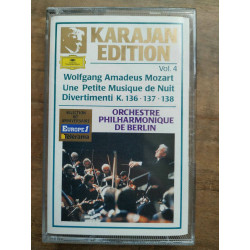 KARAJAN
EDITION
Vol. 4
Wolfgang Amadeus Mozart
Une Petite Musique de Nuit
Divertimenti K. 136 · 137 · 138
ORCHESTRE
PHILHARMONIQUE
DE BERLIN
EUROPE 1